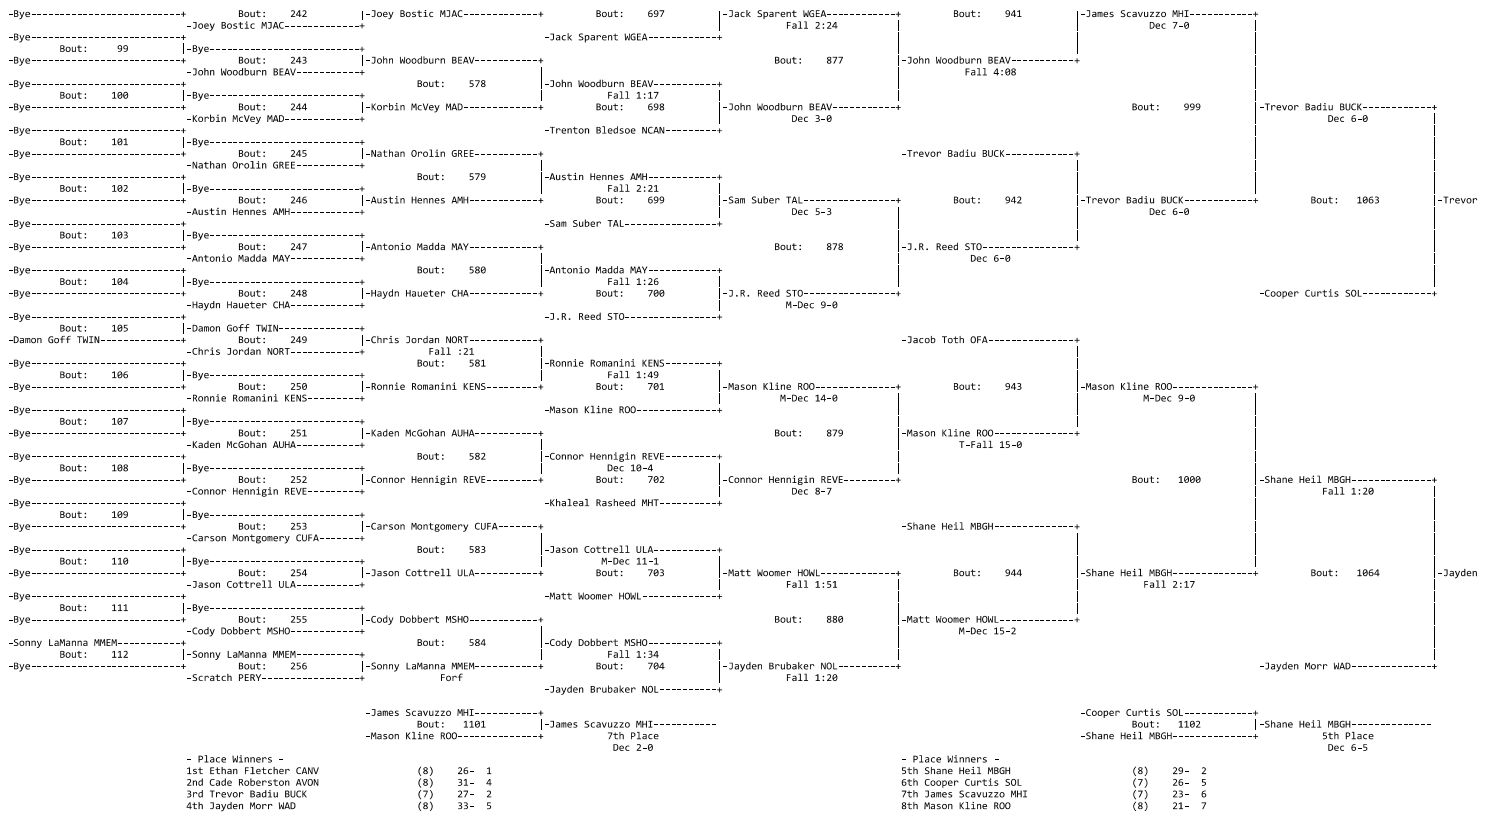 -Bye--------------------------+ Bout: 242 |-Joey Bostic MJAC-------------+ Bout: 697 |-Jack Sparent WGEA------------+ Bout: 941 |-James Scavuzzo MHI-----------+
-Joey Bostic MJAC-------------+ Fall 2:24 Dec 7-0
-Bye--------------------------+ -Jack Sparent WGEA------------+
Bout: 99 |-Bye--------------------------+
-Bye--------------------------+ Bout: 243 |-John Woodburn BEAV-----------+ Bout: 877 |-John Woodburn BEAV-----------+
-John Woodburn BEAV-----------+ Fall 4:08
-Bye--------------------------+ Bout: 578 |-John Woodburn BEAV-----------+
Bout: 100 |-Bye--------------------------+ Fall 1:17
-Bye--------------------------+ Bout: 244 |-Korbin McVey MAD-------------+ Bout: 698 |-John Woodburn BEAV-----------+ Bout: 999 |-Trevor Badiu BUCK------------+
-Korbin McVey MAD-------------+ Dec 3-0 Dec 6-0
-Bye--------------------------+ -Trenton Bledsoe NCAN---------+
Bout: 101 |-Bye--------------------------+
-Bye--------------------------+ Bout: 245 |-Nathan Orolin GREE-----------+ -Trevor Badiu BUCK------------+
-Nathan Orolin GREE-----------+
-Bye--------------------------+ Bout: 579 |-Austin Hennes AMH------------+
Bout: 102 |-Bye--------------------------+ Fall 2:21
-Bye--------------------------+ Bout: 246 |-Austin Hennes AMH------------+ Bout: 699 |-Sam Suber TAL----------------+ Bout: 942 |-Trevor Badiu BUCK------------+ Bout: 1063 |-Trevor
-Austin Hennes AMH------------+ Dec 5-3 Dec 6-0
-Bye--------------------------+ -Sam Suber TAL----------------+
Bout: 103 |-Bye--------------------------+
-Bye--------------------------+ Bout: 247 |-Antonio Madda MAY------------+ Bout: 878 |-J.R. Reed STO----------------+
-Antonio Madda MAY------------+ Dec 6-0
-Bye--------------------------+ Bout: 580 |-Antonio Madda MAY------------+
Bout: 104 |-Bye--------------------------+ Fall 1:26
-Bye--------------------------+ Bout: 248 |-Haydn Haueter CHA------------+ Bout: 700 |-J.R. Reed STO----------------+ -Cooper Curtis SOL------------+
-Haydn Haueter CHA------------+ M-Dec 9-0
-Bye--------------------------+ -J.R. Reed STO----------------+
Bout: 105 |-Damon Goff TWIN--------------+
-Damon Goff TWIN--------------+ Bout: 249 |-Chris Jordan NORT------------+ -Jacob Toth OFA---------------+
-Chris Jordan NORT------------+ Fall :21
-Bye--------------------------+ Bout: 581 |-Ronnie Romanini KENS---------+
Bout: 106 |-Bye--------------------------+ Fall 1:49
-Bye--------------------------+ Bout: 250 |-Ronnie Romanini KENS---------+ Bout: 701 |-Mason Kline ROO--------------+ Bout: 943 |-Mason Kline ROO--------------+
-Ronnie Romanini KENS---------+ M-Dec 14-0 M-Dec 9-0
-Bye--------------------------+ -Mason Kline ROO--------------+
Bout: 107 |-Bye--------------------------+
-Bye--------------------------+ Bout: 251 |-Kaden McGohan AUHA-----------+ Bout: 879 |-Mason Kline ROO--------------+
-Kaden McGohan AUHA-----------+ T-Fall 15-0
-Bye--------------------------+ Bout: 582 |-Connor Hennigin REVE---------+
Bout: 108 |-Bye--------------------------+ Dec 10-4
-Bye--------------------------+ Bout: 252 |-Connor Hennigin REVE---------+ Bout: 702 |-Connor Hennigin REVE---------+ Bout: 1000 |-Shane Heil MBGH--------------+
-Connor Hennigin REVE---------+ Dec 8-7 Fall 1:20
-Bye--------------------------+ -Khaleal Rasheed MHT----------+
Bout: 109 |-Bye--------------------------+
-Bye--------------------------+ Bout: 253 |-Carson Montgomery CUFA-------+ -Shane Heil MBGH--------------+
-Carson Montgomery CUFA-------+
-Bye--------------------------+ Bout: 583 |-Jason Cottrell ULA-----------+
Bout: 110 |-Bye--------------------------+ M-Dec 11-1
-Bye--------------------------+ Bout: 254 |-Jason Cottrell ULA-----------+ Bout: 703 |-Matt Woomer HOWL-------------+ Bout: 944 |-Shane Heil MBGH--------------+ Bout: 1064 |-Jayden
-Jason Cottrell ULA-----------+ Fall 1:51 Fall 2:17
-Bye--------------------------+ -Matt Woomer HOWL-------------+
Bout: 111 |-Bye--------------------------+
-Bye--------------------------+ Bout: 255 |-Cody Dobbert MSHO------------+ Bout: 880 |-Matt Woomer HOWL-------------+
-Cody Dobbert MSHO------------+ M-Dec 15-2
-Sonny LaManna MMEM-----------+ Bout: 584 |-Cody Dobbert MSHO------------+
Bout: 112 |-Sonny LaManna MMEM-----------+ Fall 1:34
-Bye--------------------------+ Bout: 256 |-Sonny LaManna MMEM-----------+ Bout: 704 |-Jayden Brubaker NOL----------+ -Jayden Morr WAD--------------+
-Scratch PERY-----------------+ Forf Fall 1:20
-Jayden Brubaker NOL----------+
-James Scavuzzo MHI-----------+ -Cooper Curtis SOL------------+
Bout: 1101 |-James Scavuzzo MHI----------- Bout: 1102 |-Shane Heil MBGH--------------
-Mason Kline ROO--------------+ 7th Place -Shane Heil MBGH--------------+ 5th Place
Dec 2-0 Dec 6-5
- Place Winners - - Place Winners -
1st Ethan Fletcher CANV (8) 26- 1 5th Shane Heil MBGH (8) 29- 2
2nd Cade Roberston AVON (8) 31- 4 6th Cooper Curtis SOL (7) 26- 5
3rd Trevor Badiu BUCK (7) 27- 2 7th James Scavuzzo MHI (7) 23- 6
4th Jayden Morr WAD (8) 33- 5 8th Mason Kline ROO (8) 21- 7